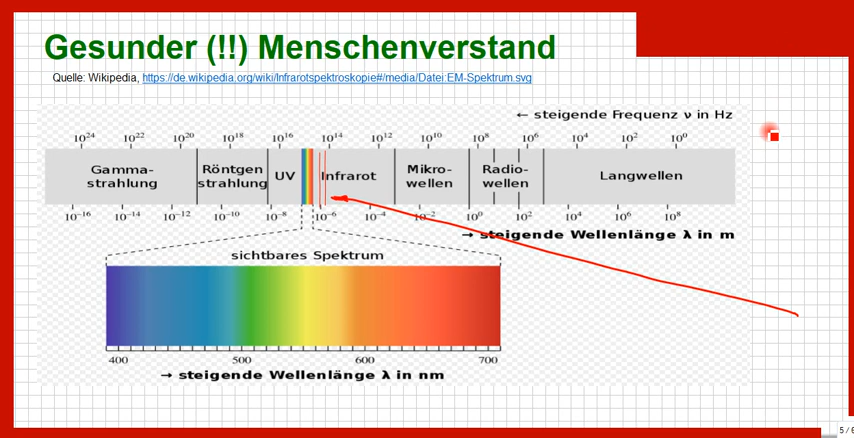 Gesunder (!!) Menschenverstand
Quelle: Wikipedia, https://de.wikipedia.org/wiki/Infrarotspektroskopie#/media/Datei:EM-Spektrum.svg
← steigende Frequenz ν in Hz
10²⁴ 10²² 10²⁰ 10¹⁸ 10¹⁶ 10¹⁴ 10¹² 10¹⁰ 10⁸ 10⁶ 10⁴ 10² 10⁰
Gamma- Röntgen UV Infrarot Mikro- Radio- Langwellen
strahlung strahlung wellen wellen
10⁻¹⁶ 10⁻¹⁴ 10⁻¹² 10⁻¹⁰ 10⁻⁸ 10⁻⁶ 10⁻⁴ 10⁻² 10⁰ 10² 10⁴ 10⁶ 10⁸
→ steigende Wellenlänge λ in m
sichtbares Spektrum
400 500 600 700
→ steigende Wellenlänge λ in nm